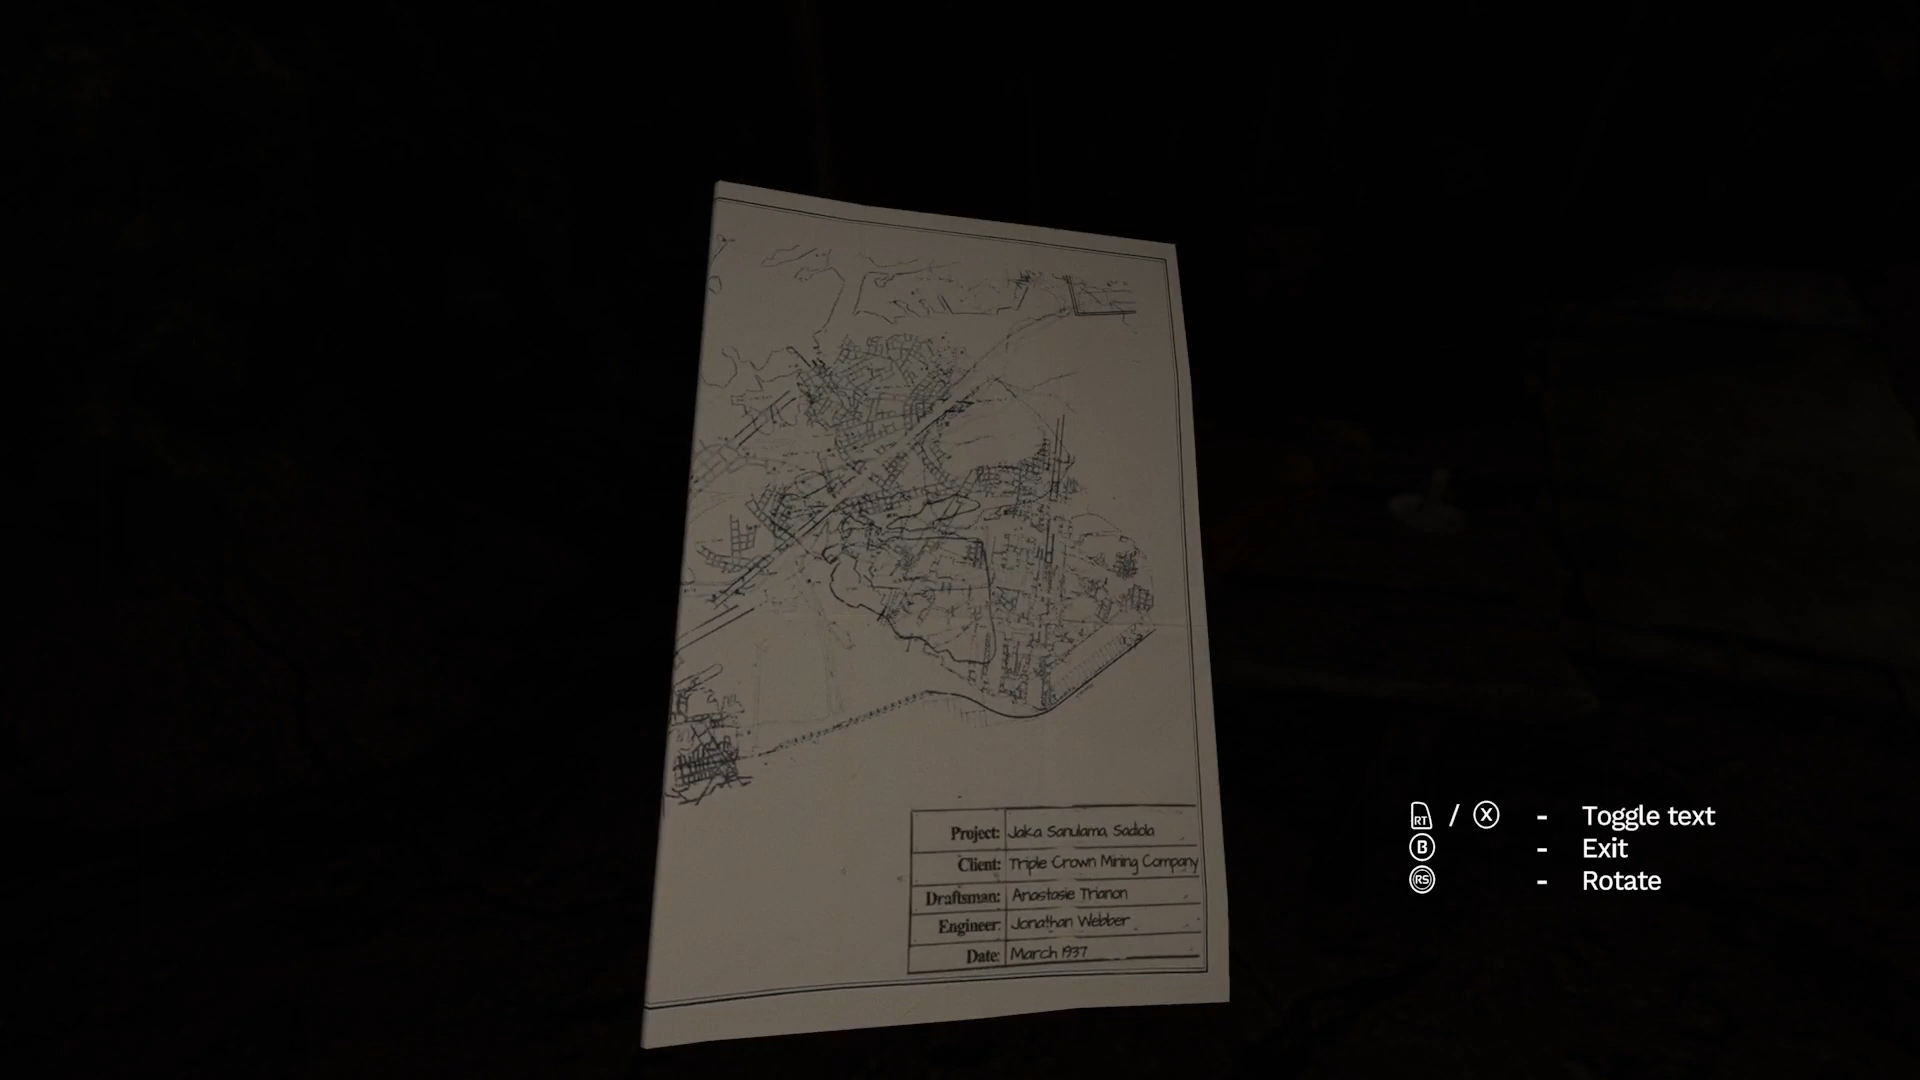 Project: Jaka Sanulama, Sadiola
Client: Triple Crown Mining Company
Draftsman: Anastasie Trianon
Engineer: Jonathan Webber
Date: March 1937
RT / X - Toggle text
B - Exit
RS - Rotate